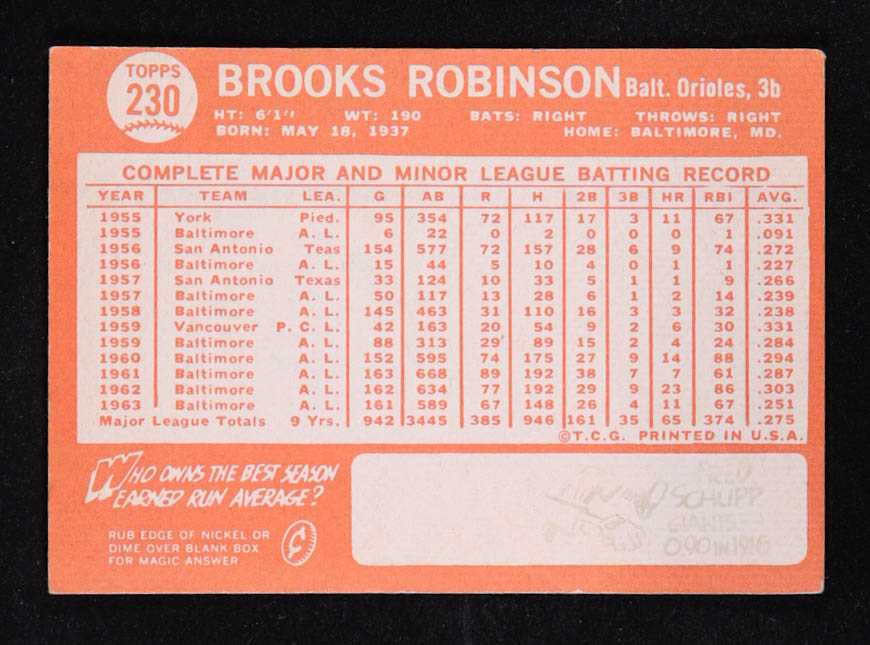 TOPPS
230
BROOKS ROBINSON Balt. Orioles, 3b
HT: 6'1" WT: 190 BATS: RIGHT THROWS: RIGHT
BORN: MAY 18, 1937 HOME: BALTIMORE, MD.
COMPLETE MAJOR AND MINOR LEAGUE BATTING RECORD
YEAR TEAM LEA. G AB R H 2B 3B HR RBI AVG.
1955 York Pied. 95 354 72 117 17 3 11 67 .331
1955 Baltimore A. L. 6 22 0 2 0 0 0 1 .091
1956 San Antonio Teas 154 577 72 157 28 6 9 74 .272
1956 Baltimore A. L. 15 44 5 10 4 0 1 1 .227
1957 San Antonio Texas 33 124 10 33 5 1 1 9 .266
1957 Baltimore A. L. 50 117 13 28 6 1 2 14 .239
1958 Baltimore A. L. 145 463 31 110 16 3 3 32 .238
1959 Vancouver P. C. L. 42 163 20 54 9 2 6 30 .331
1959 Baltimore A. L. 88 313 29 89 15 2 4 24 .284
1960 Baltimore A. L. 152 595 74 175 27 9 14 88 .294
1961 Baltimore A. L. 163 668 89 192 38 7 7 61 .287
1962 Baltimore A. L. 162 634 77 192 29 9 23 86 .303
1963 Baltimore A. L. 161 589 67 148 26 4 11 67 .251
Major League Totals 9 Yrs. 942 3445 385 946 161 35 65 374 .275
©T.C.G. PRINTED IN U.S.A.
WHO OWNS THE BEST SEASON
EARNED RUN AVERAGE?
RUB EDGE OF NICKEL OR
DIME OVER BLANK BOX
FOR MAGIC ANSWER
¢
SCHUPP
GIANTS
0.90 IN 1916